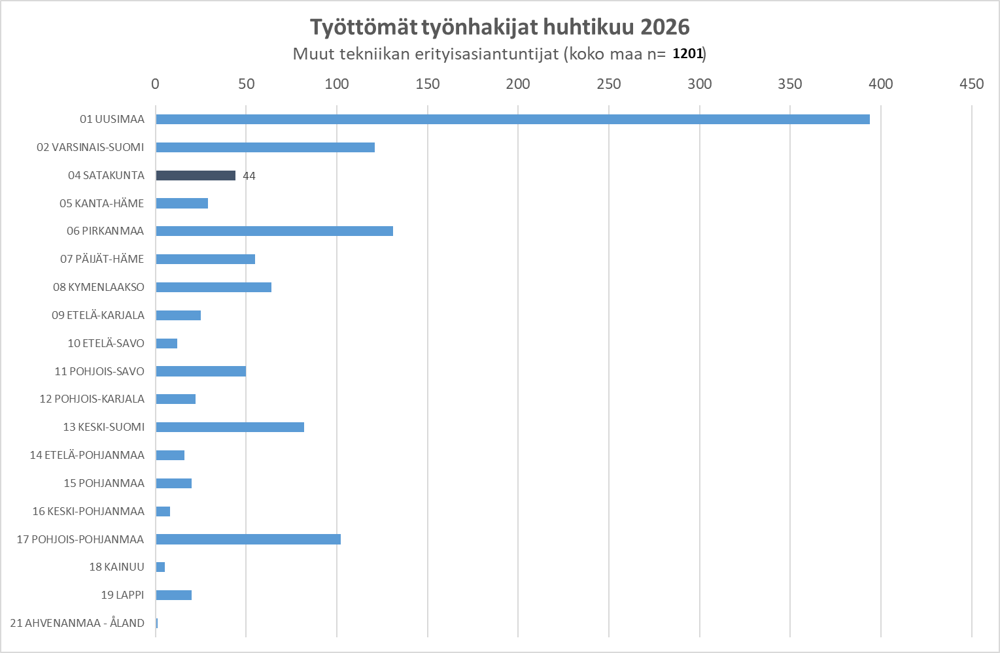 Työttömät työnhakijat huhtikuu 2026
Muut tekniikan erityisasiantuntijat (koko maa n= 1201)
0 50 100 150 200 250 300 350 400 450
01 UUSIMAA
02 VARSINAIS-SUOMI
04 SATAKUNTA 44
05 KANTA-HÄME
06 PIRKANMAA
07 PÄIJÄT-HÄME
08 KYMENLAAKSO
09 ETELÄ-KARJALA
10 ETELÄ-SAVO
11 POHJOIS-SAVO
12 POHJOIS-KARJALA
13 KESKI-SUOMI
14 ETELÄ-POHJANMAA
15 POHJANMAA
16 KESKI-POHJANMAA
17 POHJOIS-POHJANMAA
18 KAINUU
19 LAPPI
21 AHVENANMAA - ÅLAND